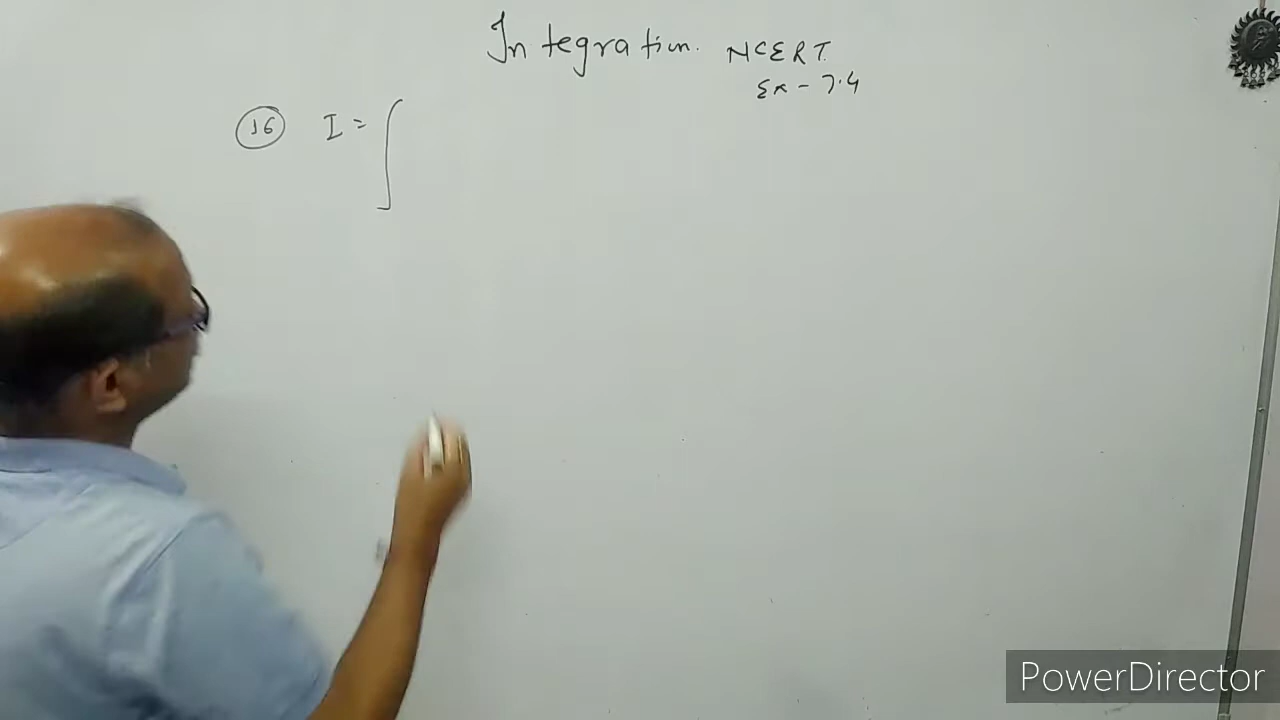 Integration. NCERT.
Ex - 7.4
16 I = ∫
PowerDirector